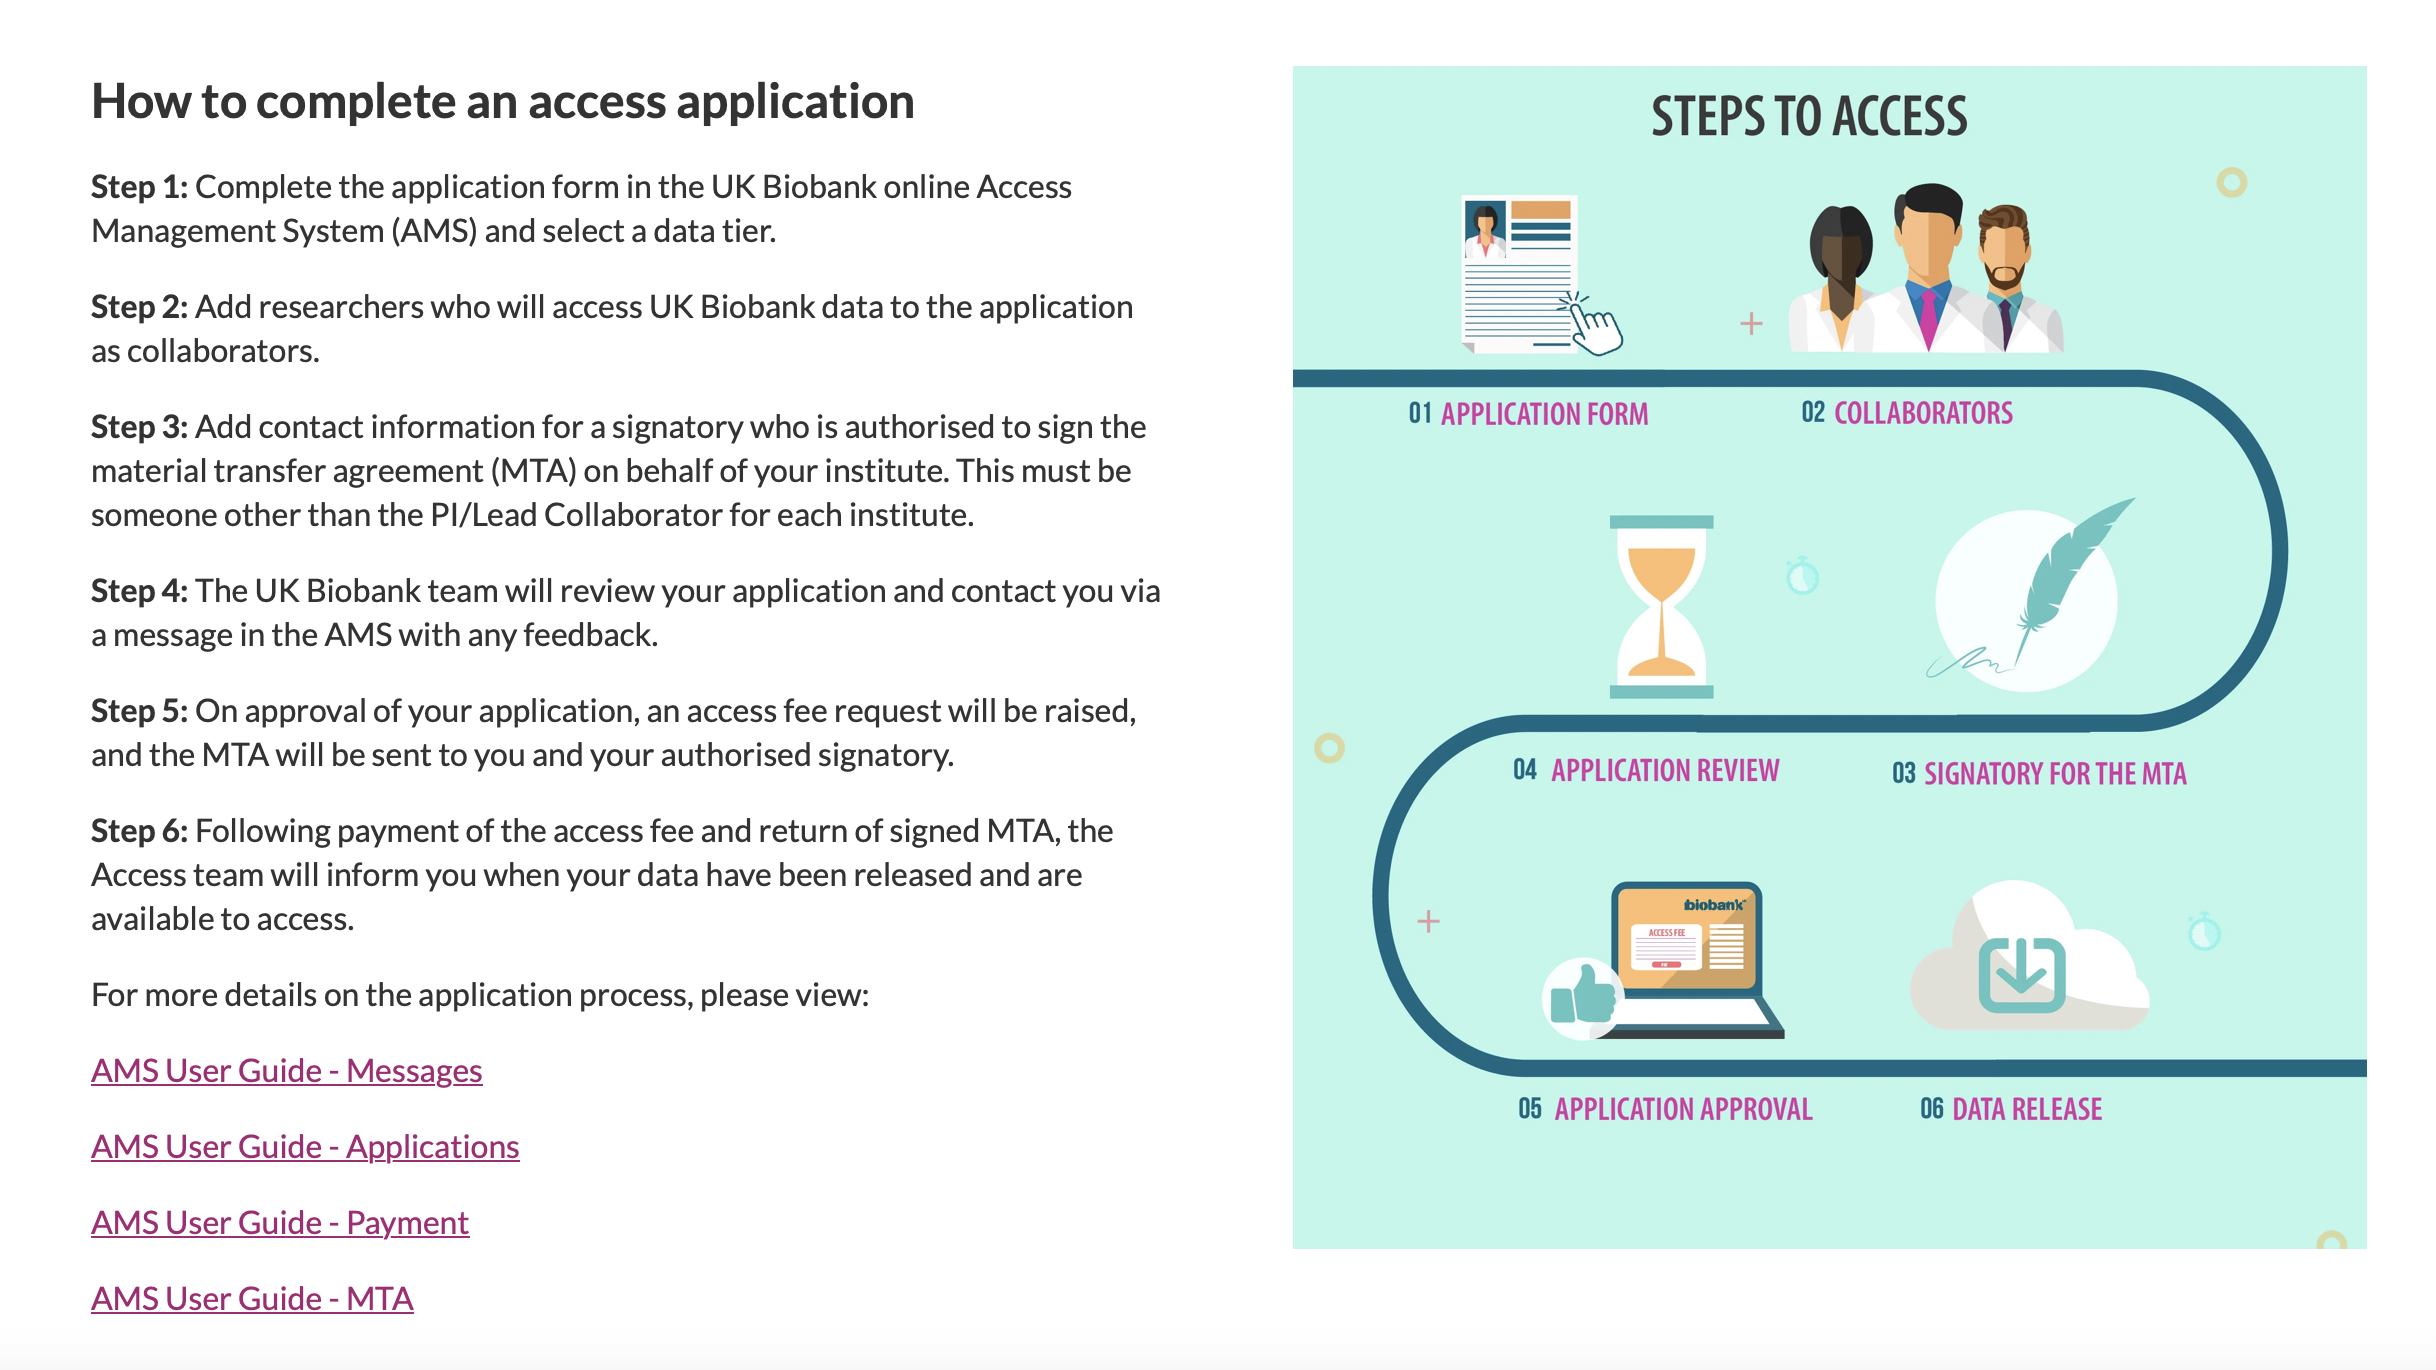 How to complete an access application
Step 1: Complete the application form in the UK Biobank online Access
Management System (AMS) and select a data tier.
Step 2: Add researchers who will access UK Biobank data to the application
as collaborators.
Step 3: Add contact information for a signatory who is authorised to sign the
material transfer agreement (MTA) on behalf of your institute. This must be
someone other than the PI/Lead Collaborator for each institute.
Step 4: The UK Biobank team will review your application and contact you via
a message in the AMS with any feedback.
Step 5: On approval of your application, an access fee request will be raised,
and the MTA will be sent to you and your authorised signatory.
Step 6: Following payment of the access fee and return of signed MTA, the
Access team will inform you when your data have been released and are
available to access.
For more details on the application process, please view:
AMS User Guide - Messages
AMS User Guide - Applications
AMS User Guide - Payment
AMS User Guide - MTA
STEPS TO ACCESS
01 APPLICATION FORM
02 COLLABORATORS
03 SIGNATORY FOR THE MTA
04 APPLICATION REVIEW
biobank
ACCESS FEE
05 APPLICATION APPROVAL
06 DATA RELEASE